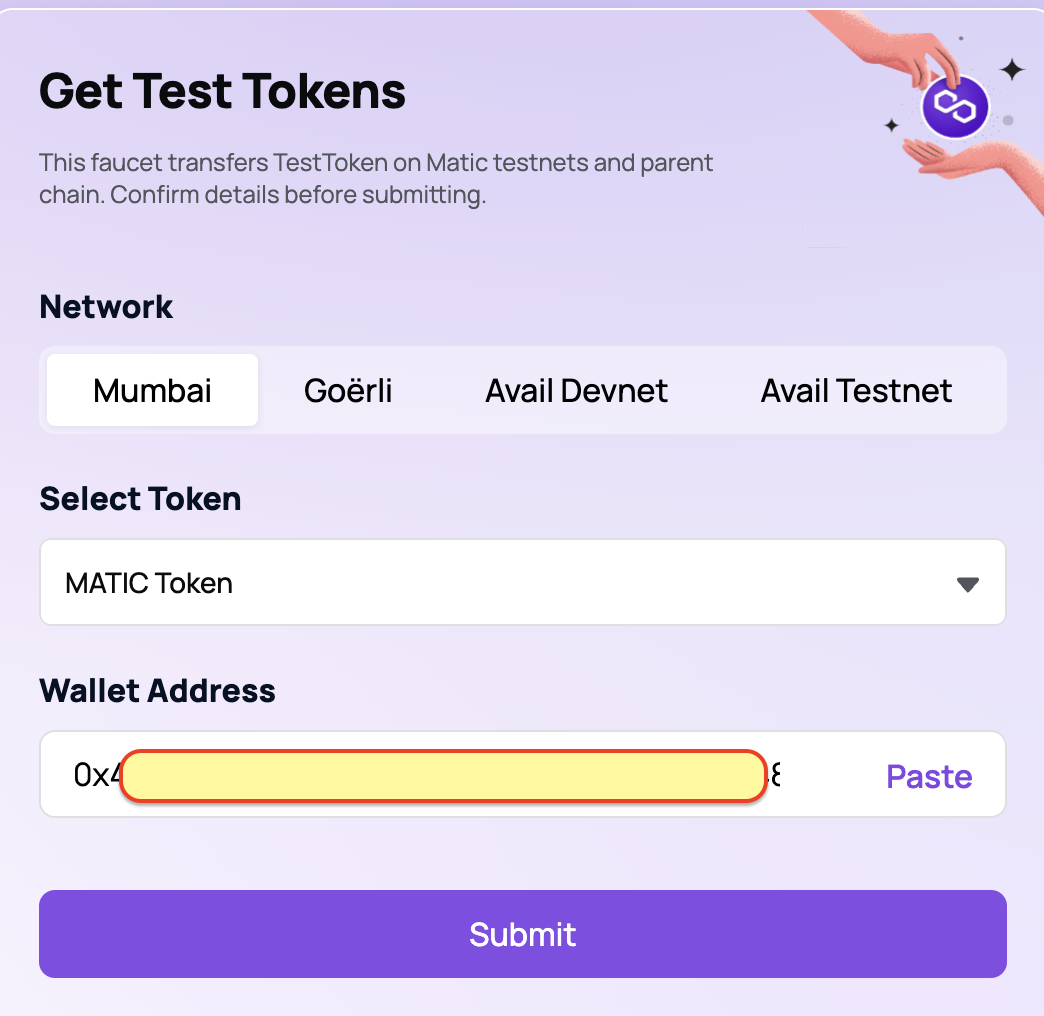 Get Test Tokens
This faucet transfers TestToken on Matic testnets and parent
chain. Confirm details before submitting.
Network
Mumbai Goërli Avail Devnet Avail Testnet
Select Token
MATIC Token
Wallet Address
0x4 8 Paste
Submit